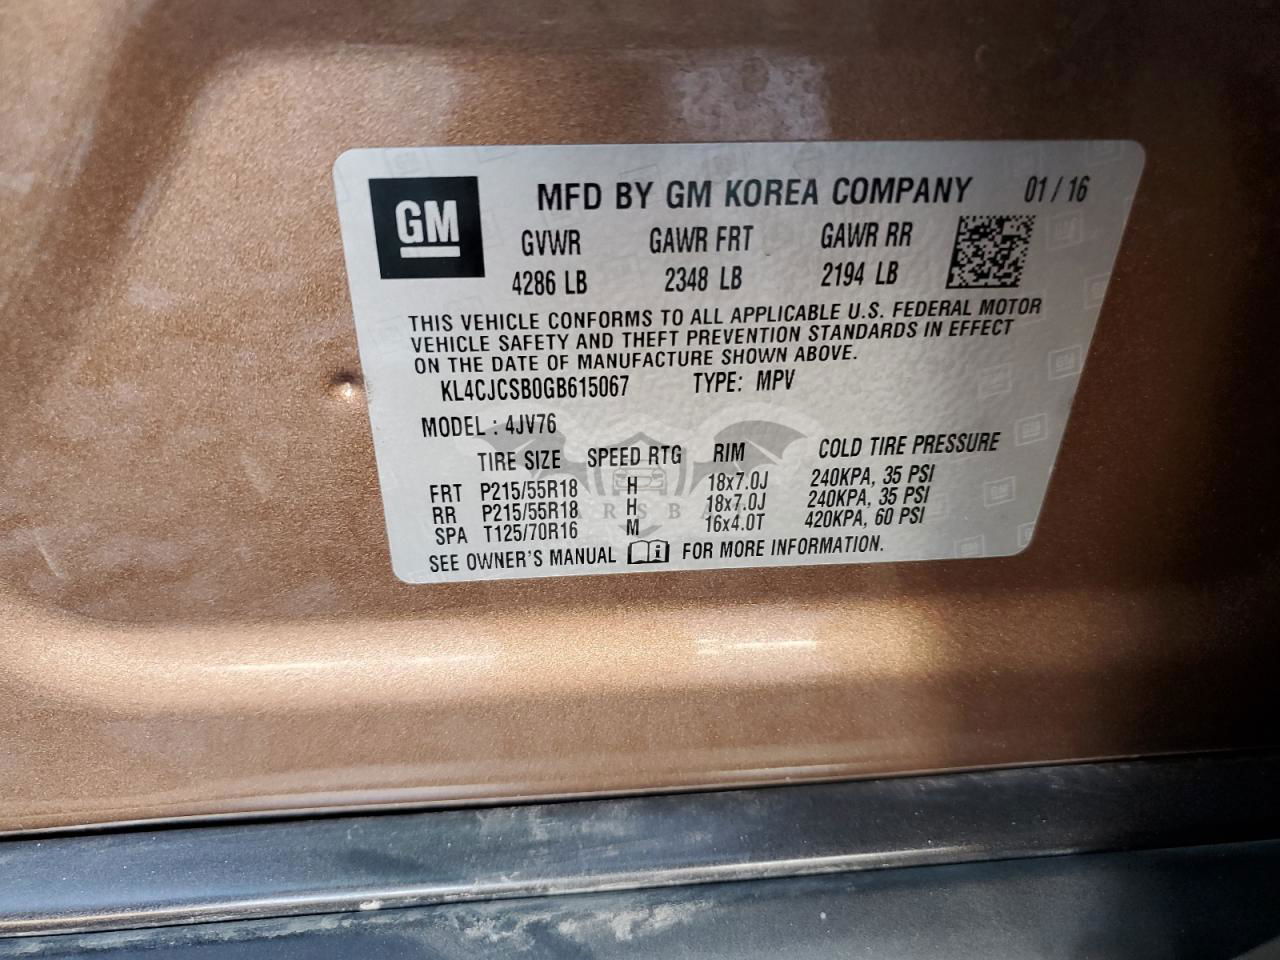 GM
MFD BY GM KOREA COMPANY 01 / 16
GVWR GAWR FRT GAWR RR
4286 LB 2348 LB 2194 LB
THIS VEHICLE CONFORMS TO ALL APPLICABLE U.S. FEDERAL MOTOR
VEHICLE SAFETY AND THEFT PREVENTION STANDARDS IN EFFECT
ON THE DATE OF MANUFACTURE SHOWN ABOVE.
KL4CJCSB0GB615067 TYPE: MPV
MODEL : 4JV76
TIRE SIZE SPEED RTG RIM COLD TIRE PRESSURE
FRT P215/55R18 H 18x7.0J 240KPA, 35 PSI
RR P215/55R18 H 18x7.0J 240KPA, 35 PSI
SPA T125/70R16 M 16x4.0T 420KPA, 60 PSI
SEE OWNER'S MANUAL FOR MORE INFORMATION.